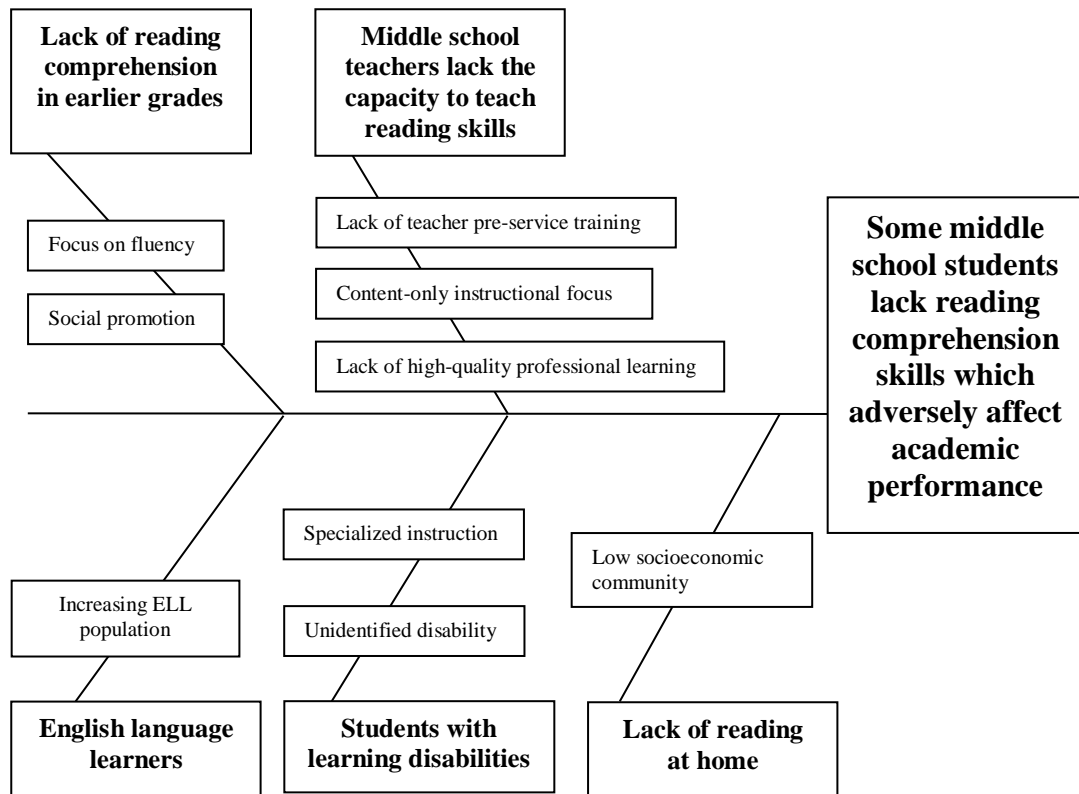 Lack of reading
comprehension
in earlier grades
Middle school
teachers lack the
capacity to teach
reading skills
Focus on fluency
Social promotion
Lack of teacher pre-service training
Content-only instructional focus
Lack of high-quality professional learning
Some middle
school students
lack reading
comprehension
skills which
adversely affect
academic
performance
Increasing ELL
population
English language
learners
Specialized instruction
Unidentified disability
Students with
learning disabilities
Low socioeconomic
community
Lack of reading
at home